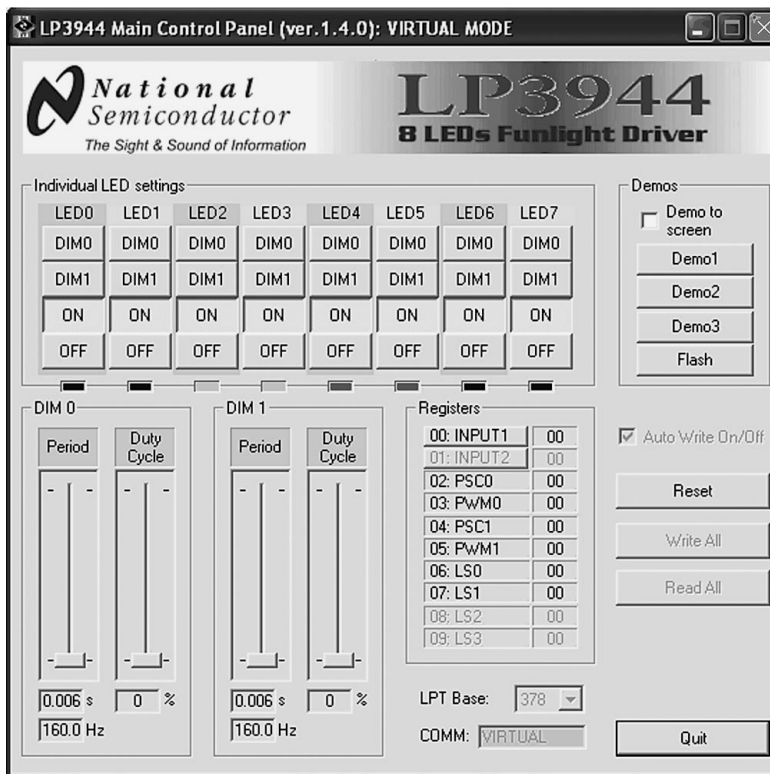 LP3944 Main Control Panel (ver.1.4.0): VIRTUAL MODE
National
Semiconductor
The Sight & Sound of Information
LP3944
8 LEDs Funlight Driver
Individual LED settings
LED0 LED1 LED2 LED3 LED4 LED5 LED6 LED7
DIM0 DIM0 DIM0 DIM0 DIM0 DIM0 DIM0 DIM0
DIM1 DIM1 DIM1 DIM1 DIM1 DIM1 DIM1 DIM1
ON ON ON ON ON ON ON ON
OFF OFF OFF OFF OFF OFF OFF OFF
Demos
Demo to
screen
Demo1
Demo2
Demo3
Flash
DIM 0
Period
Duty
Cycle
0.006 s
0 %
160.0 Hz
DIM 1
Period
Duty
Cycle
0.006 s
0 %
160.0 Hz
Registers
00: INPUT1 00
01: INPUT2 00
02: PSC0 00
03: PWM0 00
04: PSC1 00
05: PWM1 00
06: LS0 00
07: LS1 00
08: LS2 00
09: LS3 00
LPT Base: 378
COMM: VIRTUAL
Auto Write On/Off
Reset
Write All
Read All
Quit